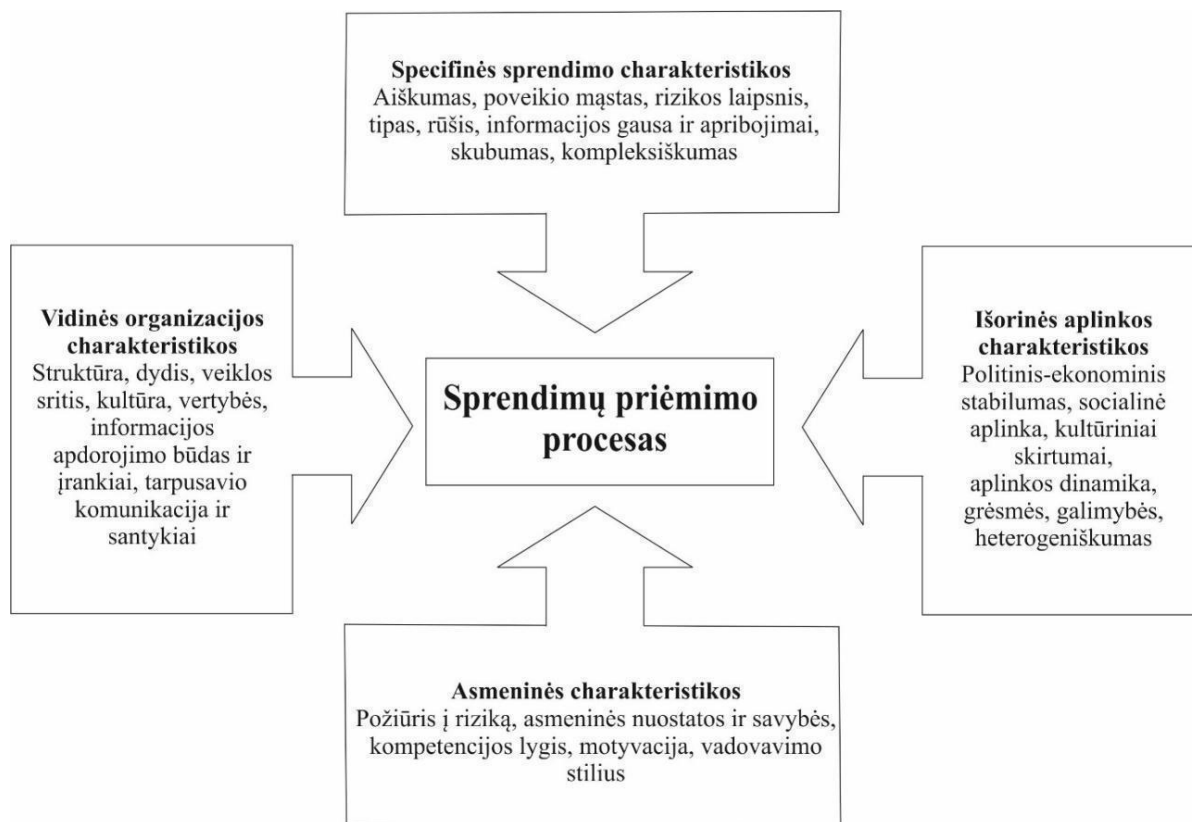 Specifinės sprendimo charakteristikos
Aiškumas, poveikio mąstas, rizikos laipsnis,
tipas, rūšis, informacijos gausa ir apribojimai,
skubumas, kompleksiškumas
Vidinės organizacijos
charakteristikos
Struktūra, dydis, veiklos
sritis, kultūra, vertybės,
informacijos
apdorojimo būdas ir
įrankiai, tarpusavio
komunikacija ir
santykiai
Sprendimų priėmimo
procesas
Išorinės aplinkos
charakteristikos
Politinis-ekonominis
stabilumas, socialinė
aplinka, kultūriniai
skirtumai,
aplinkos dinamika,
grėsmės, galimybės,
heterogeniškumas
Asmeninės charakteristikos
Požiūris į riziką, asmeninės nuostatos ir savybės,
kompetencijos lygis, motyvacija, vadovavimo
stilius